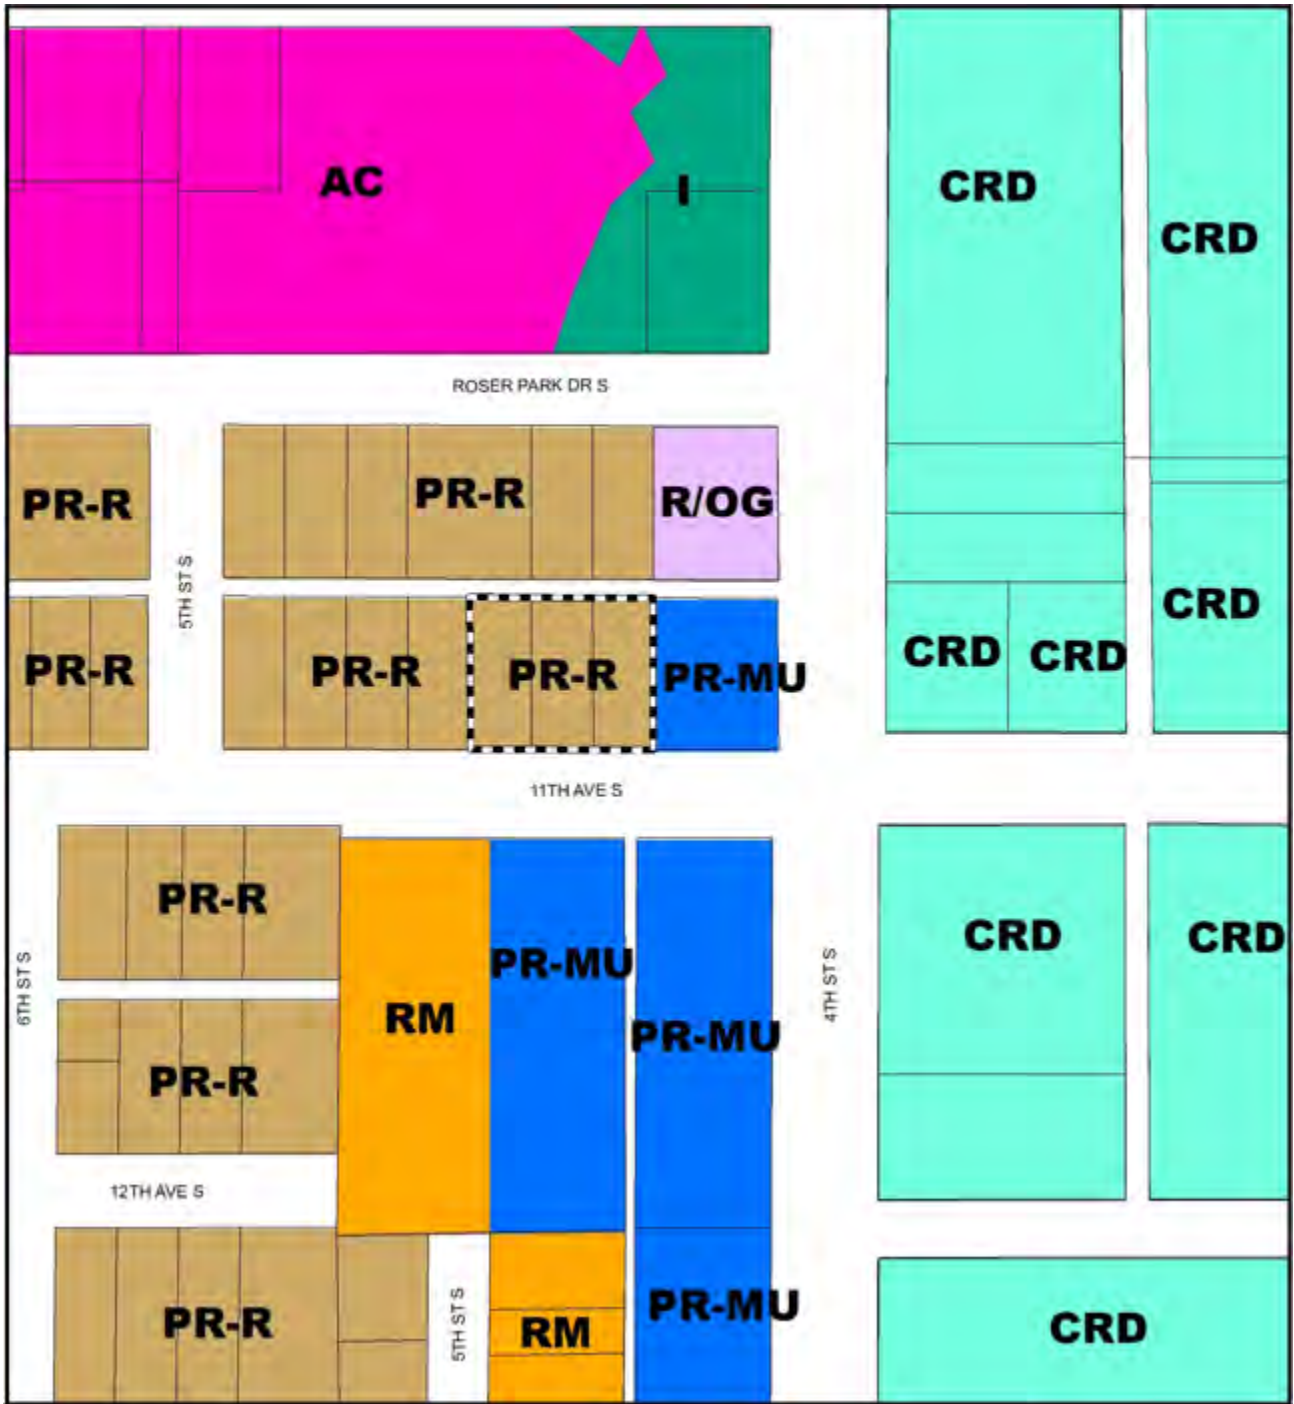 AC
I
CRD
CRD
ROSER PARK DR S
PR-R
PR-R
R/OG
5TH ST S
CRD
PR-R
PR-R
PR-R
PR-MU
CRD
CRD
11TH AVE S
PR-R
PR-MU
CRD
CRD
6TH ST S
RM
PR-MU
4TH ST S
PR-R
12TH AVE S
PR-R
5TH ST S
RM
PR-MU
CRD